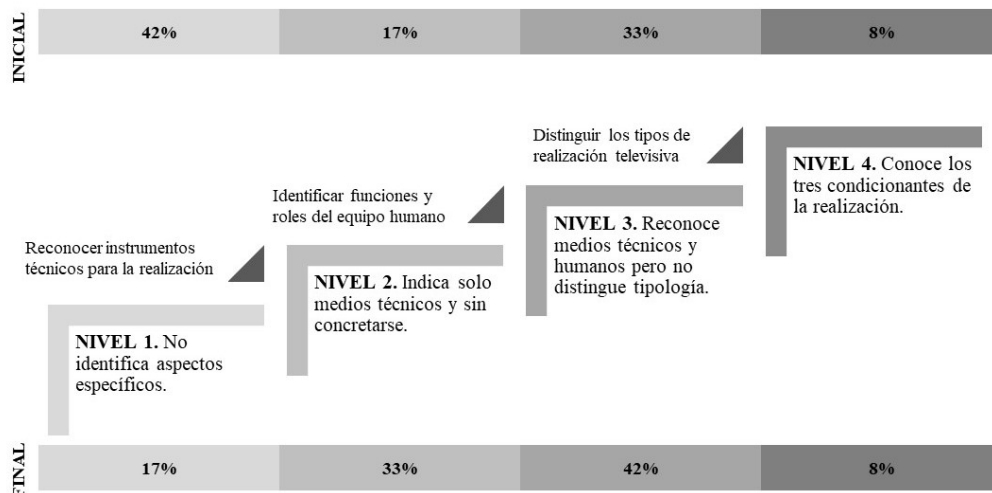 INICIAL
42% 17% 33% 8%
Distinguir los tipos de
realización televisiva
NIVEL 4. Conoce los
tres condicionantes de
la realización.
Identificar funciones y
roles del equipo humano
NIVEL 3. Reconoce
medios técnicos y
humanos pero no
distingue tipología.
Reconocer instrumentos
técnicos para la realización
NIVEL 2. Indica solo
medios técnicos y sin
concretarse.
NIVEL 1. No
identifica aspectos
específicos.
FINAL
17% 33% 42% 8%